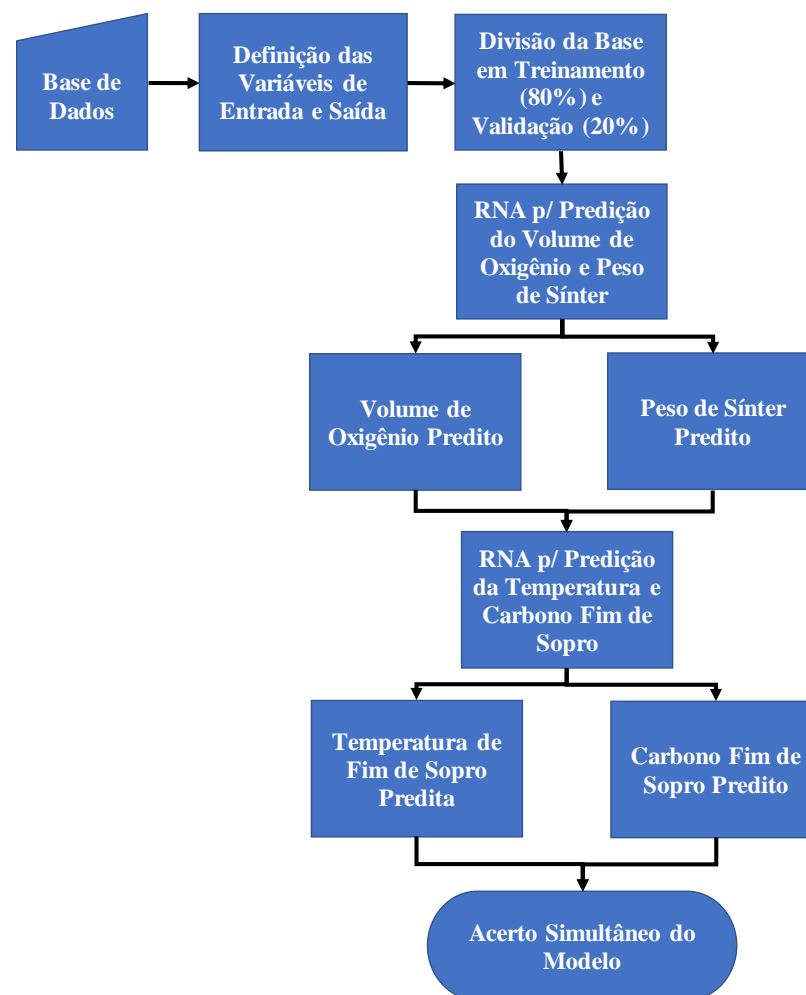 Base de
Dados
Definição das
Variáveis de
Entrada e Saída
Divisão da Base
em Treinamento
(80%) e
Validação (20%)
RNA p/ Predição
do Volume de
Oxigênio e Peso
de Sínter
Volume de
Oxigênio Predito
Peso de Sínter
Predito
RNA p/ Predição
da Temperatura e
Carbono Fim de
Sopro
Temperatura de
Fim de Sopro
Predita
Carbono Fim de
Sopro Predito
Acerto Simultâneo do
Modelo